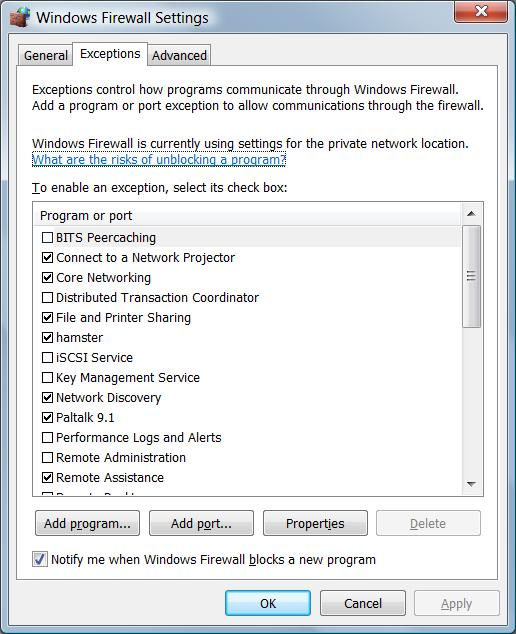 Windows Firewall Settings
General
Exceptions
Advanced
Exceptions control how programs communicate through Windows Firewall.
Add a program or port exception to allow communications through the firewall.
Windows Firewall is currently using settings for the private network location.
What are the risks of unblocking a program?
To enable an exception, select its check box:
Program or port
BITS Peercaching
Connect to a Network Projector
Core Networking
Distributed Transaction Coordinator
File and Printer Sharing
hamster
iSCSI Service
Key Management Service
Network Discovery
Paltalk 9.1
Performance Logs and Alerts
Remote Administration
Remote Assistance
Add program...
Add port...
Properties
Delete
Notify me when Windows Firewall blocks a new program
OK
Cancel
Apply